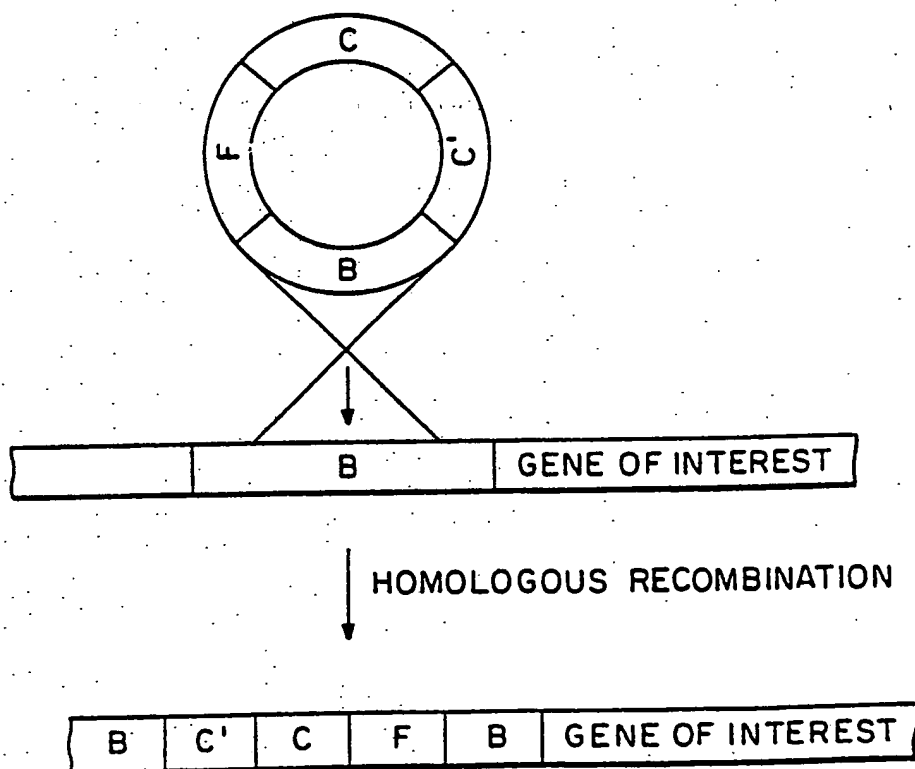 C
F
C'
B
B GENE OF INTEREST
HOMOLOGOUS RECOMBINATION
B C' C F B GENE OF INTEREST